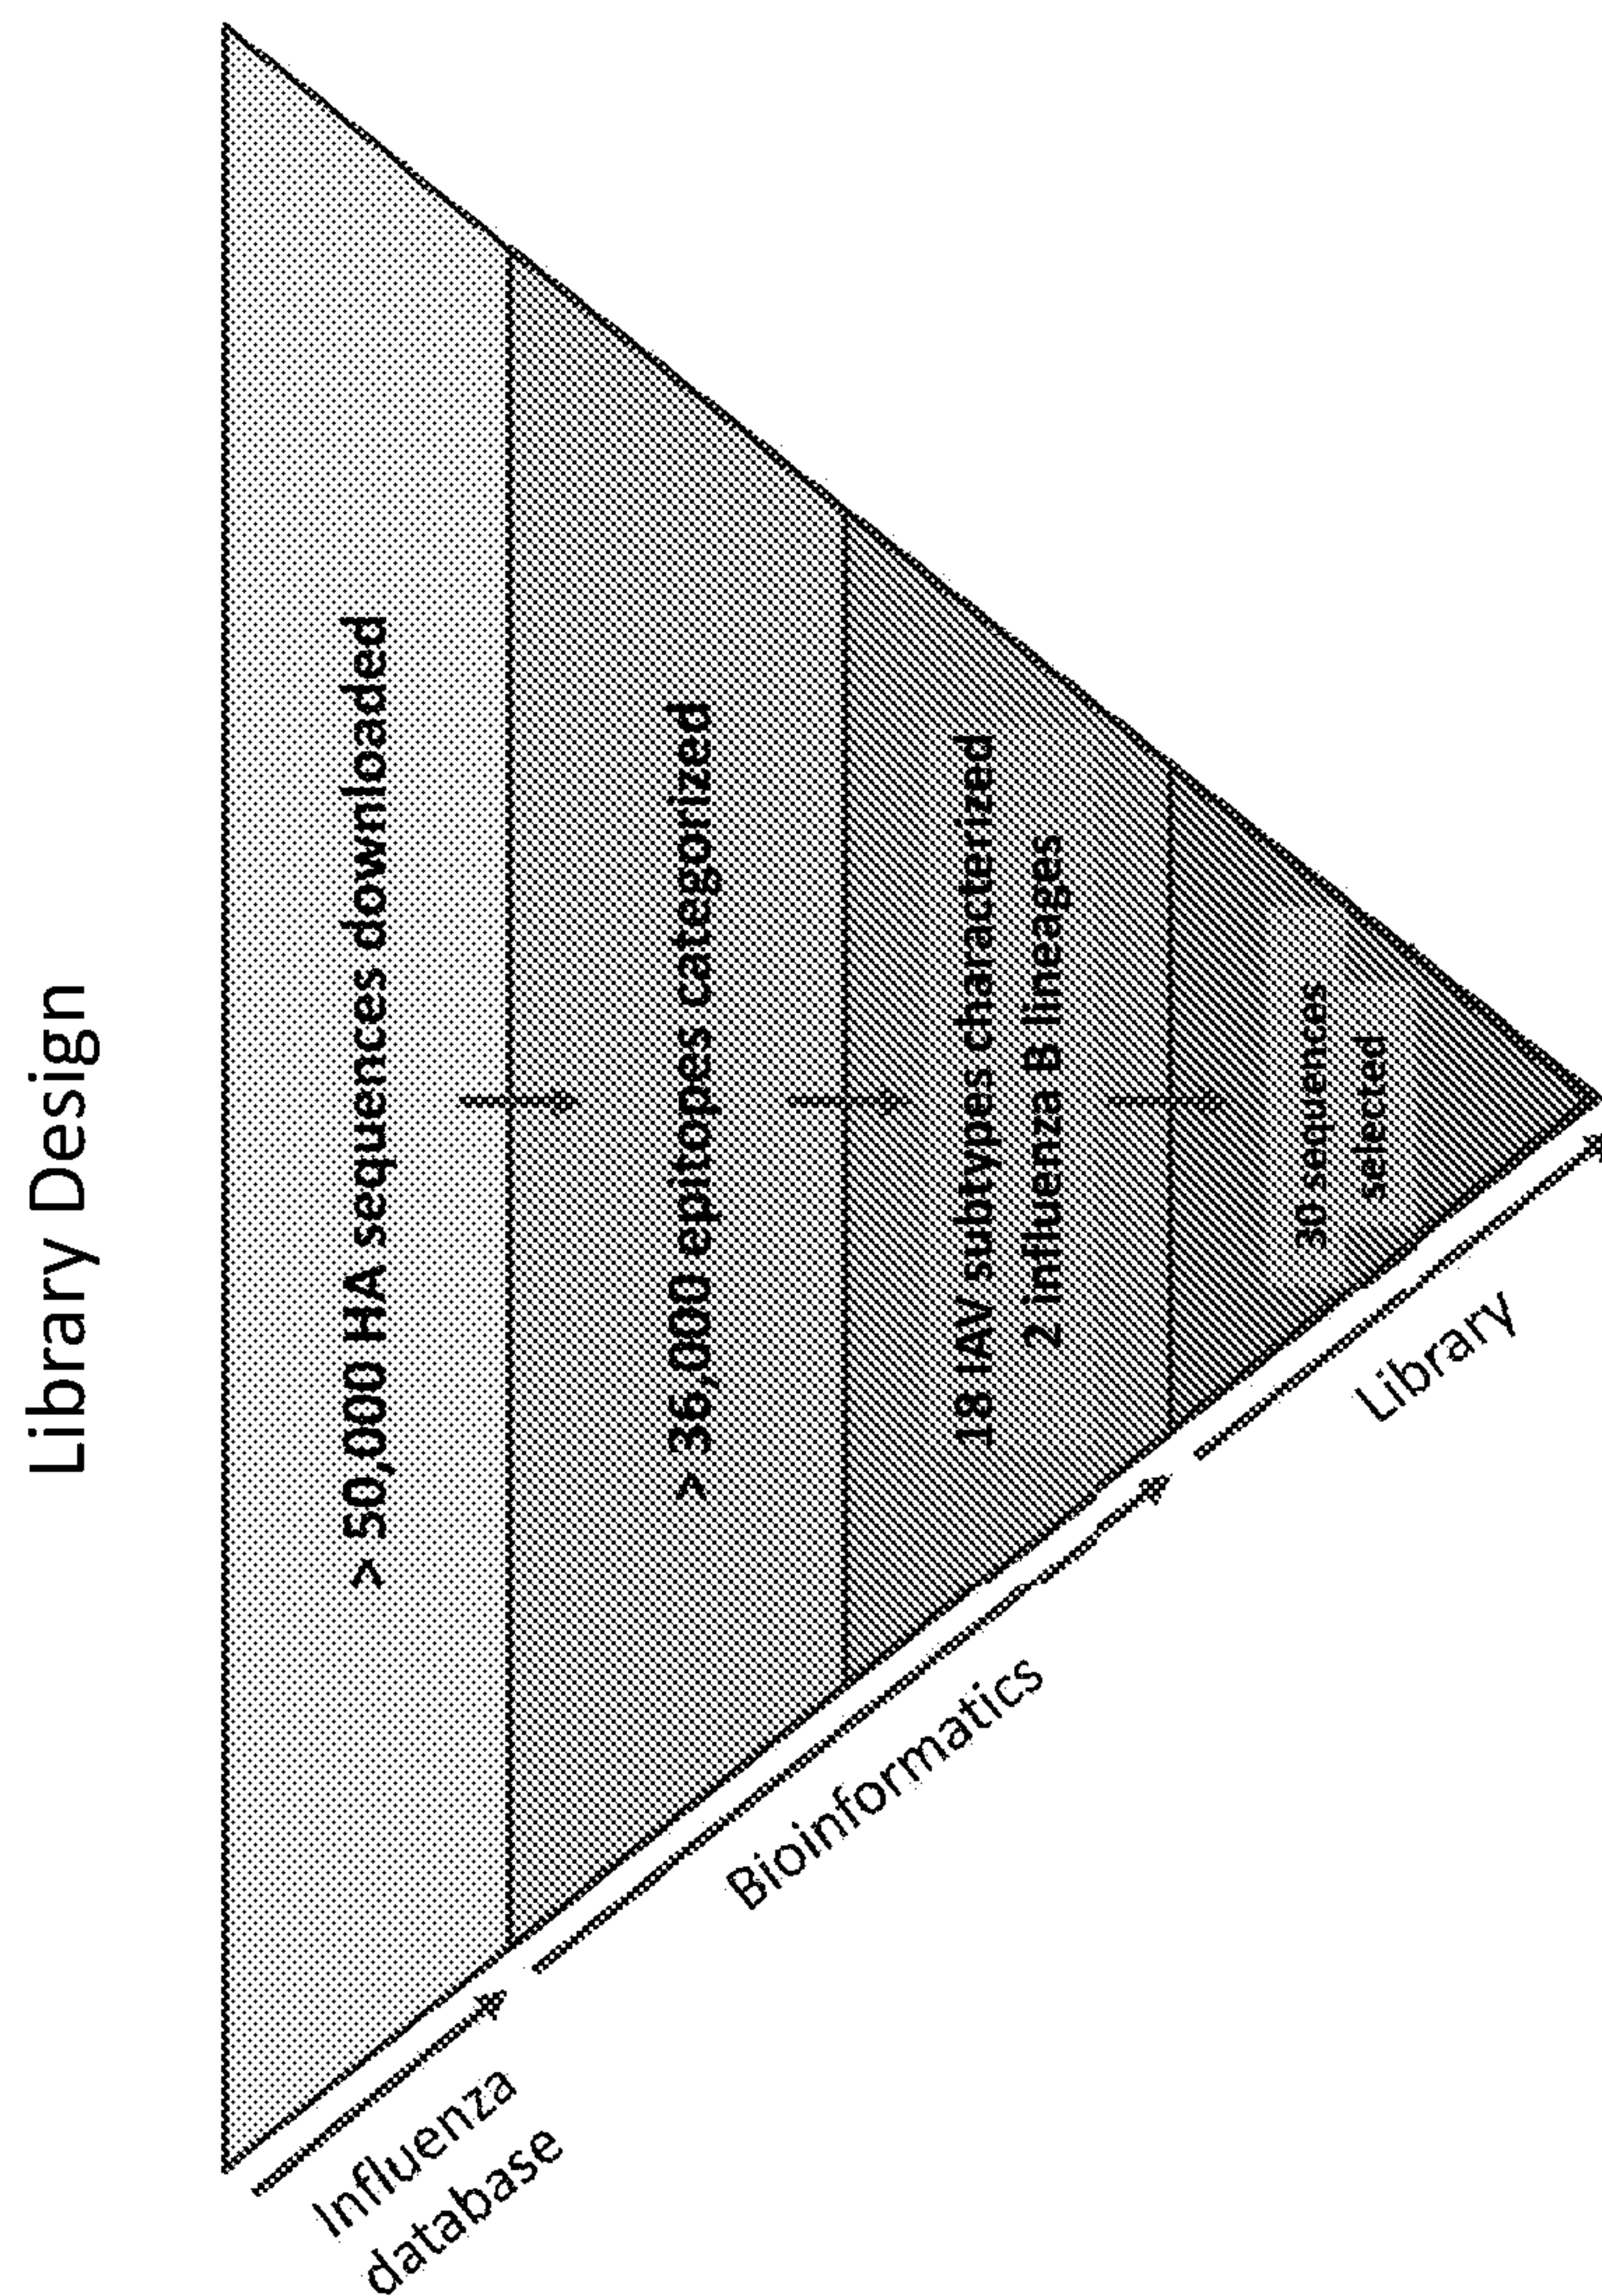 Library Design
> 50,000 HA sequences downloaded
> 36,000 epitopes categorized
18 IAV subtypes characterized
2 influenza B lineages
30 sequences
selected
Influenza
database
Bioinformatics
Library